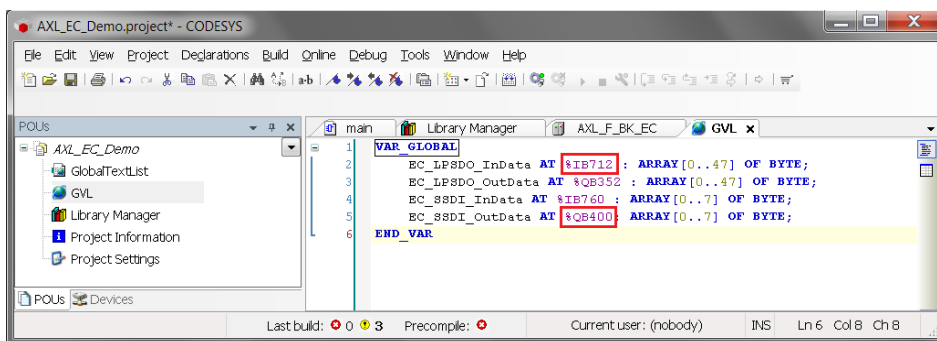 AXL_EC_Demo.project* - CODESYS
File Edit View Project Declarations Build Online Debug Tools Window Help
a·b
POUs
main Library Manager AXL_F_BK_EC GVL x
AXL_EC_Demo
GlobalTextList
GVL
Library Manager
Project Information
Project Settings
POUs Devices
1 VAR_GLOBAL
2 EC_LPSDO_InData AT %IB712 : ARRAY[0..47] OF BYTE;
3 EC_LPSDO_OutData AT %QB352 : ARRAY[0..47] OF BYTE;
4 EC_SSDI_InData AT %IB760 : ARRAY[0..7] OF BYTE;
5 EC_SSDI_OutData AT %QB400: ARRAY[0..7] OF BYTE;
6 END_VAR
Last build: 0 3 Precompile: Current user: (nobody) INS Ln 6 Col 8 Ch 8